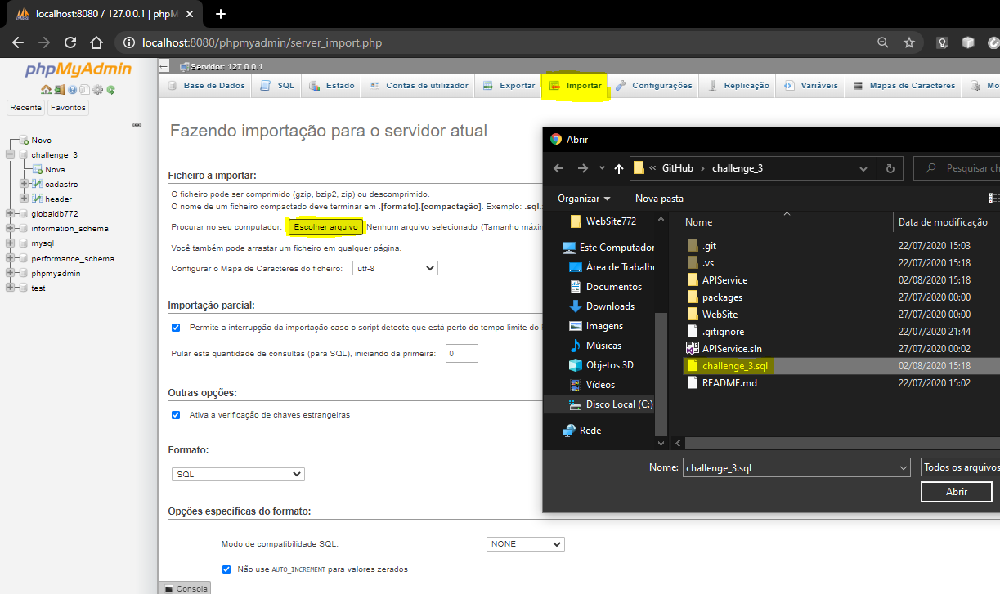 localhost:8080 / 127.0.0.1 | phpM
localhost:8080/phpmyadmin/server_import.php
phpMyAdmin
Recente Favoritos
Novo
challenge_3
Nova
cadastro
header
globaldb772
information_schema
mysql
performance_schema
phpmyadmin
test
Servidor: 127.0.0.1
Base de Dados SQL Estado Contas de utilizador Exportar Importar Configurações Replicação Variáveis Mapas de Caracteres Mo
Fazendo importação para o servidor atual
Ficheiro a importar:
O ficheiro pode ser comprimido (gzip, bzip2, zip) ou descomprimido.
O nome de um ficheiro compactado deve terminar em .[formato].[compactação]. Exemplo: .sql.
Procurar no seu computador: Escolher arquivo Nenhum arquivo selecionado (Tamanho máxim
Você também pode arrastar um ficheiro em qualquer página.
Configurar o Mapa de Caracteres do ficheiro: utf-8
Importação parcial:
Permite a interrupção da importação caso o script detecte que está perto do tempo limite do
Pular esta quantidade de consultas (para SQL), iniciando da primeira: 0
Outras opções:
Ativa a verificação de chaves estrangeiras
Formato:
SQL
Opções específicas do formato:
Modo de compatibilidade SQL: NONE
Não use AUTO_INCREMENT para valores zerados
Consola
Abrir
« GitHub › challenge_3
Pesquisar ch
Organizar Nova pasta
WebSite772
Este Computador
Área de Trabalho
Documentos
Downloads
Imagens
Músicas
Objetos 3D
Vídeos
Disco Local (C:)
Rede
Nome Data de modificação
.git 22/07/2020 15:03
.vs 22/07/2020 15:18
APIService 02/08/2020 15:18
packages 27/07/2020 00:00
WebSite 27/07/2020 00:00
.gitignore 22/07/2020 21:44
APIService.sln 27/07/2020 00:02
challenge_3.sql 02/08/2020 15:18
README.md 22/07/2020 15:02
Nome: challenge_3.sql Todos os arquivos
Abrir